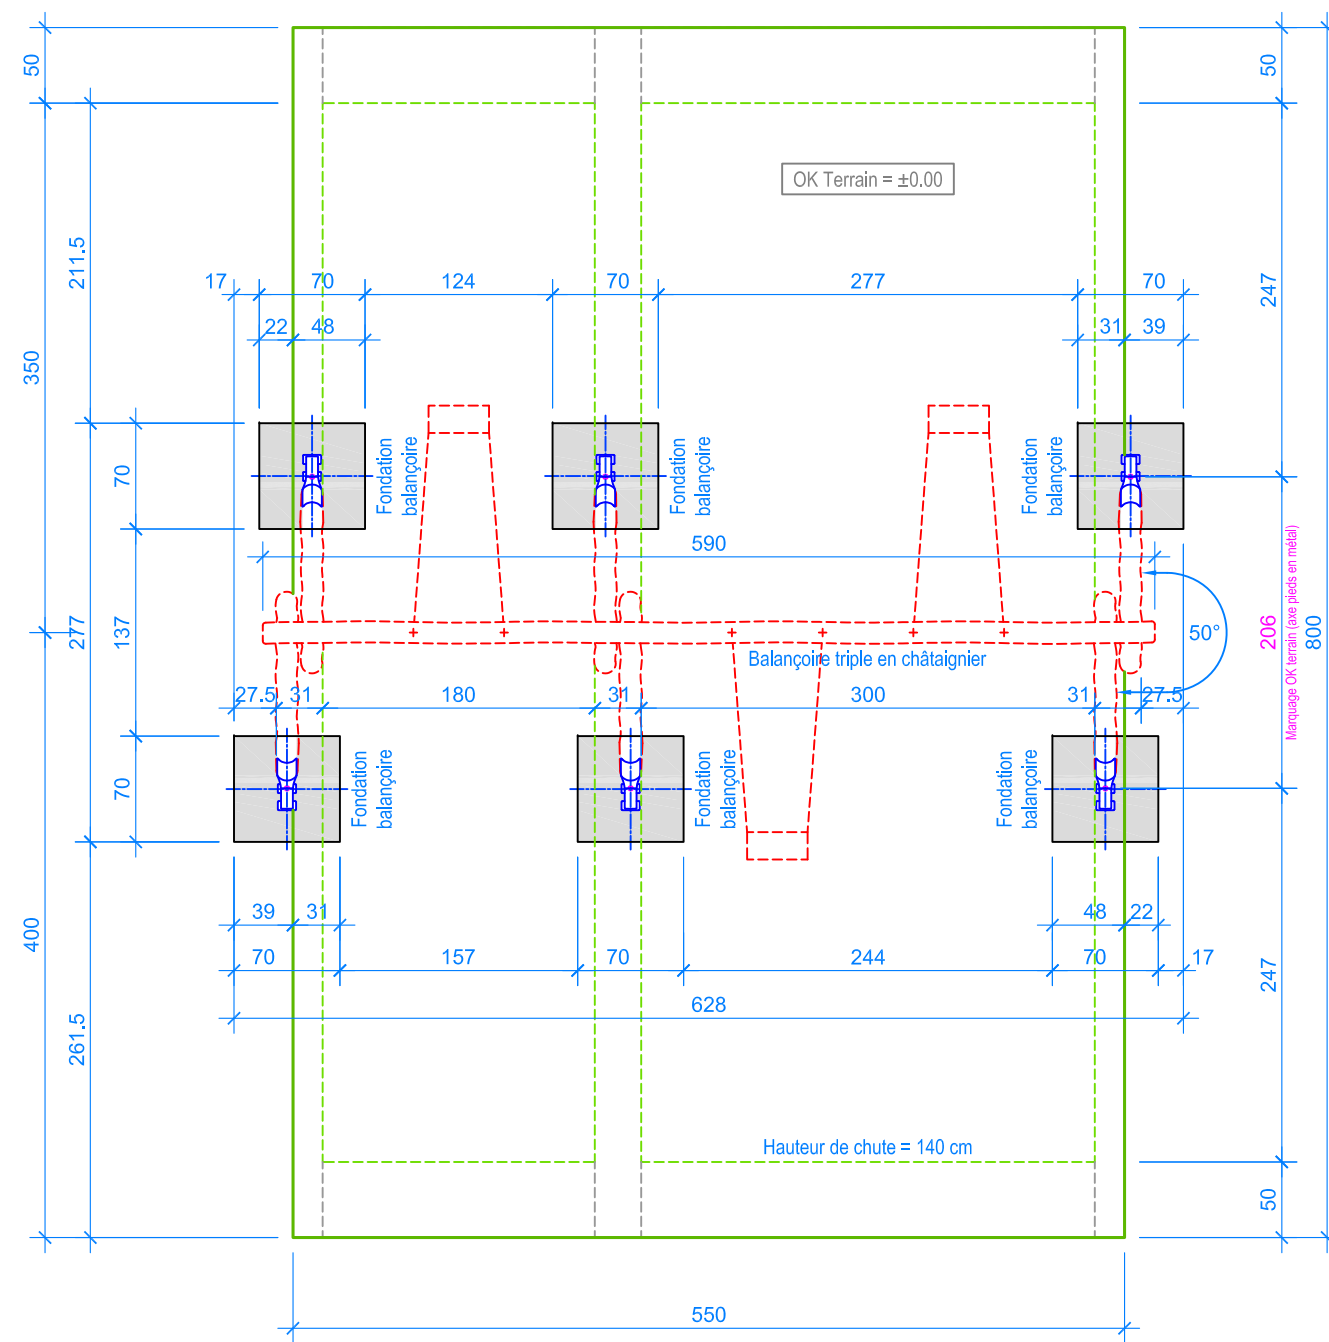 50
50
OK Terrain = ±0.00
211.5
247
17
70
124
70
277
70
22
48
31
39
350
Fondation
balançoire
Fondation
balançoire
Fondation
balançoire
70
590
277
137
50°
206
Marquage OK terrain (axe pieds en métal)
800
Balançoire triple en châtaignier
27.5
31
180
31
300
31
27.5
Fondation
balançoire
Fondation
balançoire
Fondation
balançoire
70
39
31
48
22
400
70
157
70
244
70
17
247
628
261.5
Hauteur de chute = 140 cm
50
550